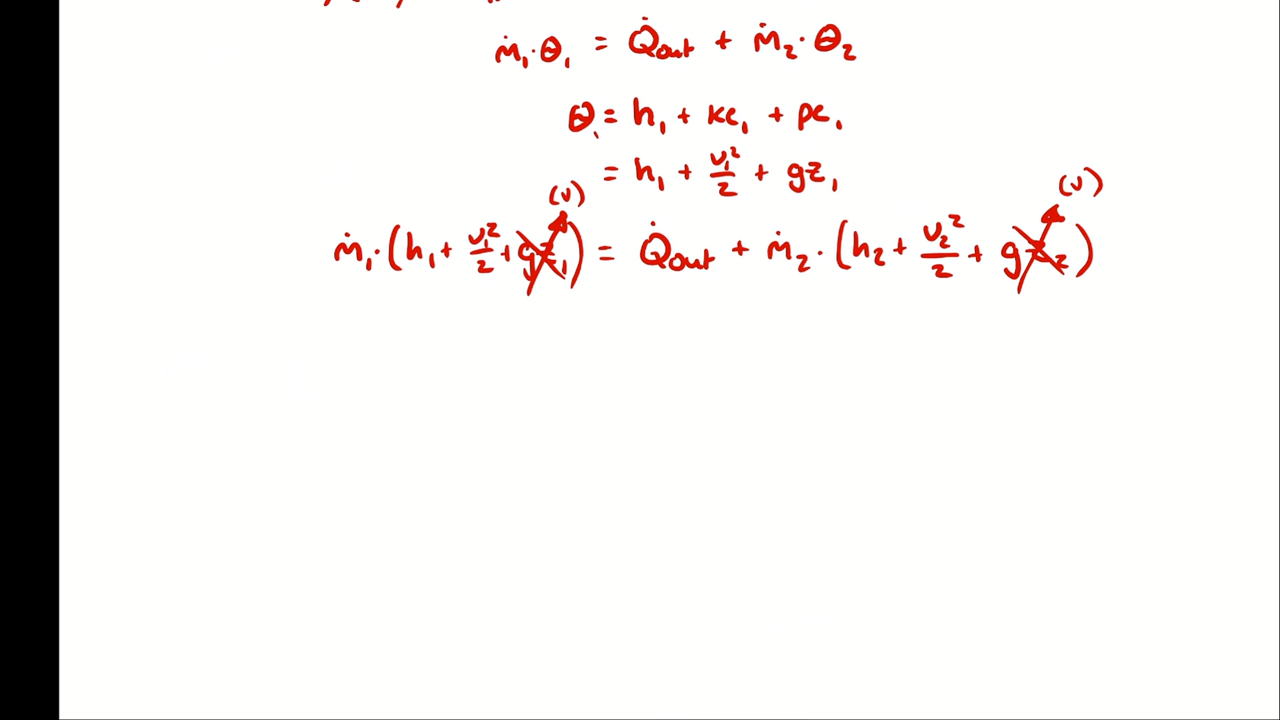 ṁ₁·θ₁ = Q̇out + ṁ₂·θ₂
θ₁ = h₁ + ke₁ + pe₁
= h₁ + v₁²/2 + gz₁
(v) (v)
ṁ₁·(h₁ + v₁²/2 + gz₁) = Q̇out + ṁ₂·(h₂ + v₂²/2 + gz₂)